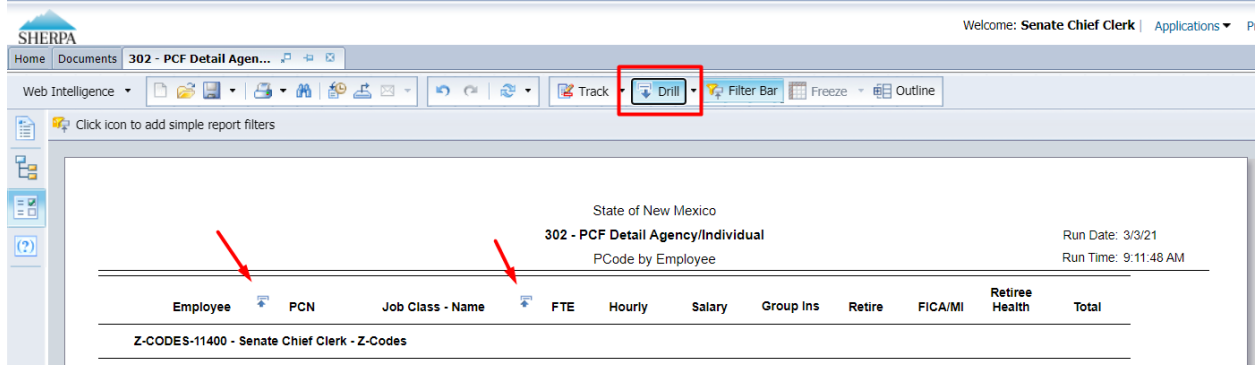 SHERPA
Welcome: Senate Chief Clerk | Applications
Home Documents 302 - PCF Detail Agen...
Web Intelligence Track Drill Filter Bar Freeze Outline
Click icon to add simple report filters
State of New Mexico
302 - PCF Detail Agency/Individual
Run Date: 3/3/21
PCode by Employee
Run Time: 9:11:48 AM
Employee PCN Job Class - Name FTE Hourly Salary Group Ins Retire FICA/MI Retiree Health Total
Z-CODES-11400 - Senate Chief Clerk - Z-Codes